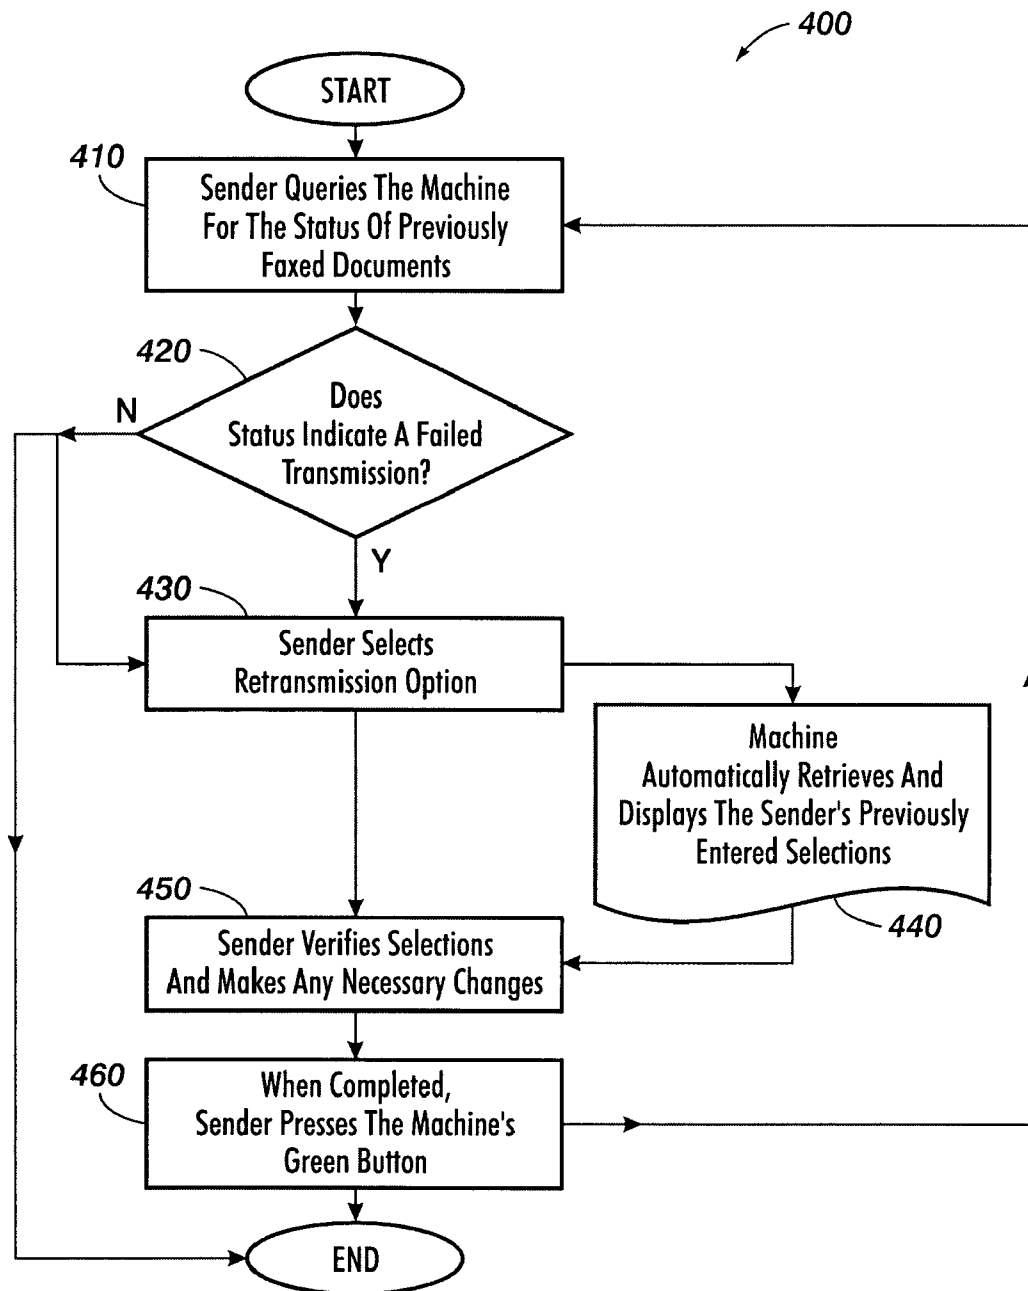 400
START
410
Sender Queries The Machine
For The Status Of Previously
Faxed Documents
420
Does
Status Indicate A Failed
Transmission?
N
Y
430
Sender Selects
Retransmission Option
Machine
Automatically Retrieves And
Displays The Sender's Previously
Entered Selections
440
450
Sender Verifies Selections
And Makes Any Necessary Changes
460
When Completed,
Sender Presses The Machine's
Green Button
END